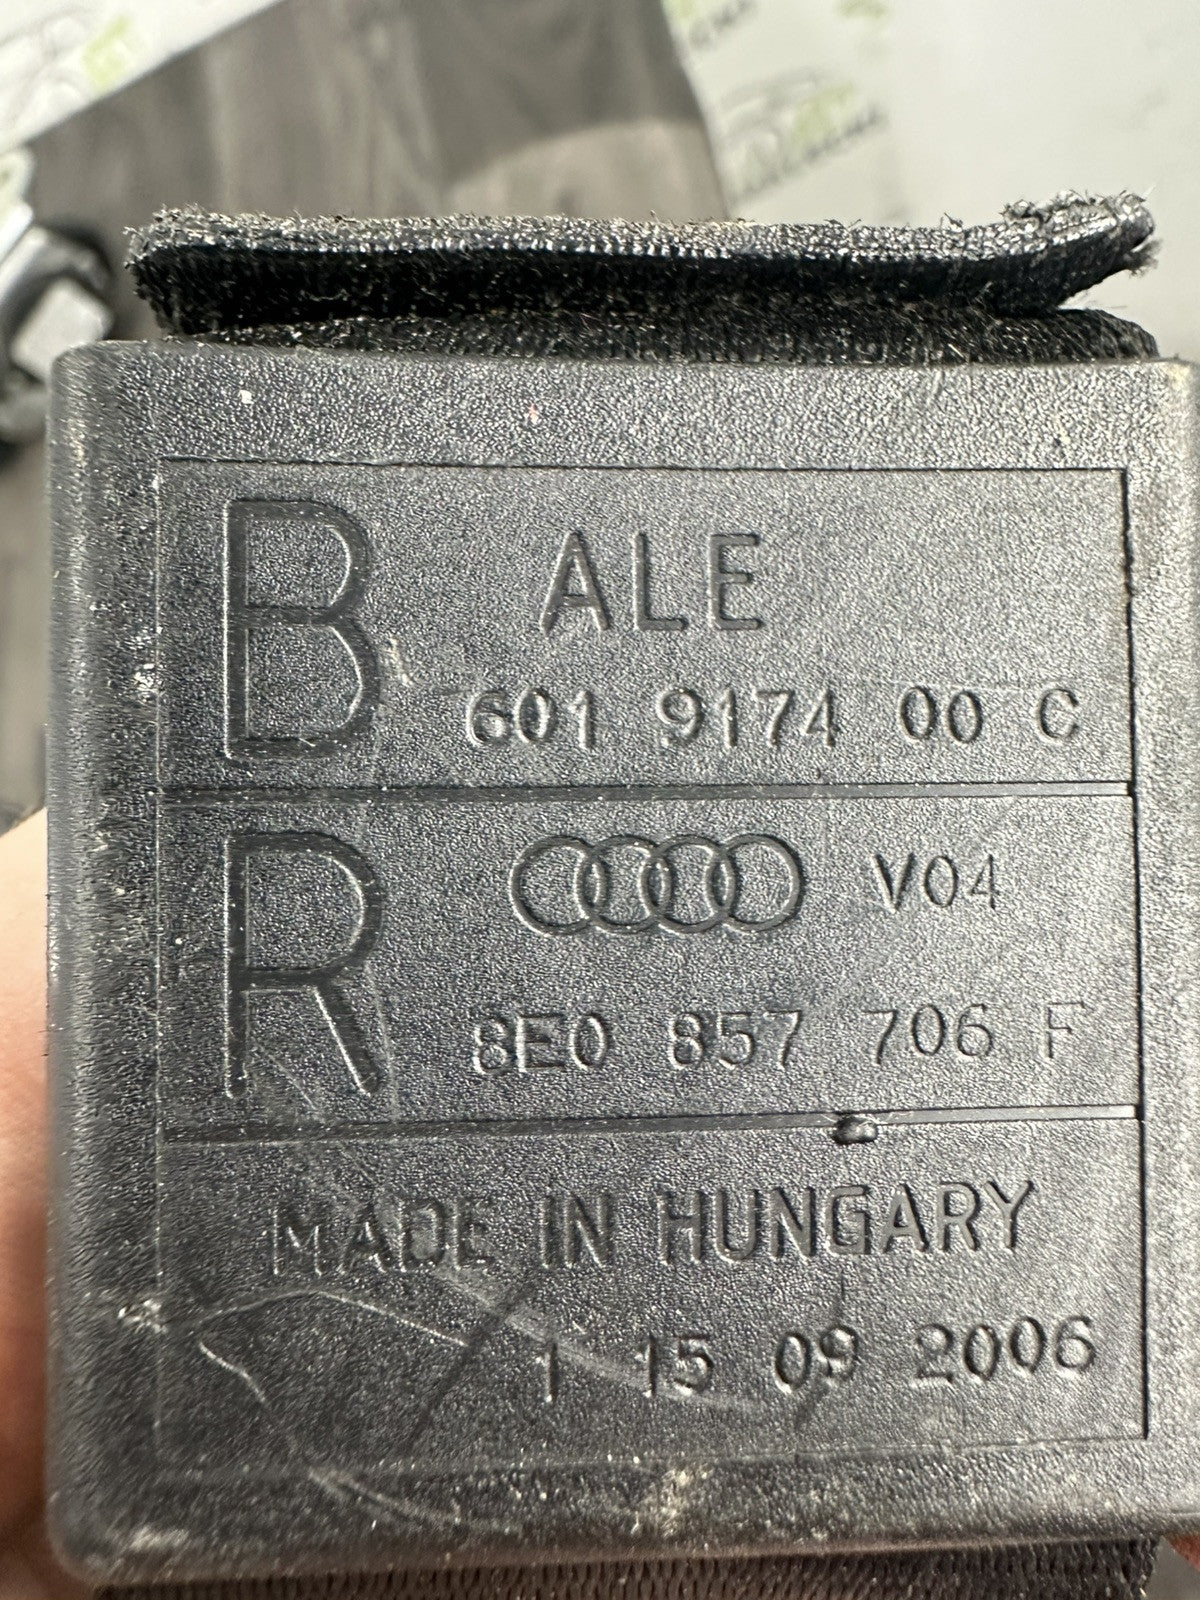 B
ALE
601 9174 00 C
R
V04
8E0 857 706 F
MADE IN HUNGARY
1 15 09 2006